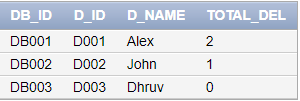 DB_ID D_ID D_NAME TOTAL_DEL
DB001 D001 Alex 2
DB002 D002 John 1
DB003 D003 Dhruv 0